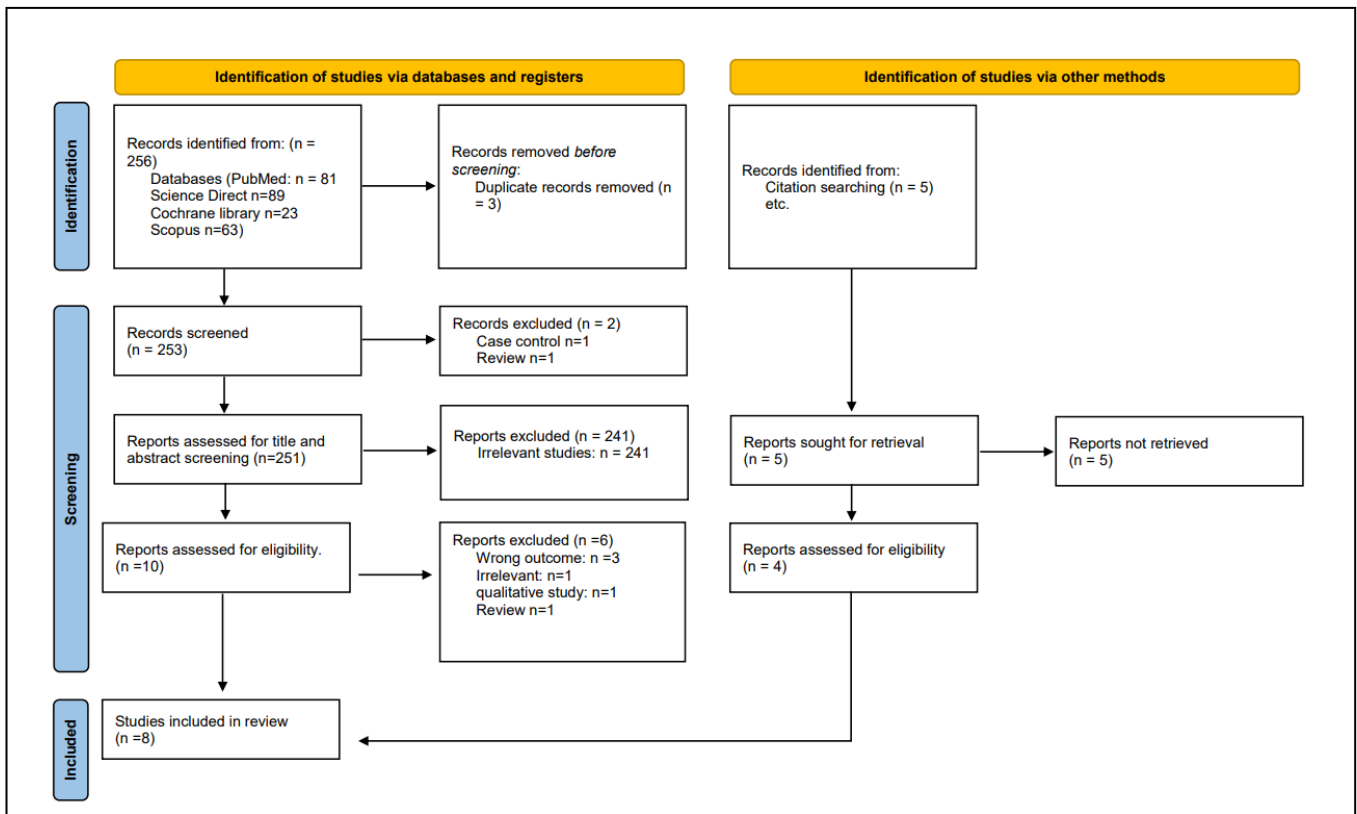 Identification of studies via databases and registers
Identification of studies via other methods
Identification
Records identified from: (n =
256)
Databases (PubMed: n = 81
Science Direct n=89
Cochrane library n=23
Scopus n=63)
Records removed before
screening:
Duplicate records removed (n
= 3)
Records identified from:
Citation searching (n = 5)
etc.
Screening
Records screened
(n = 253)
Records excluded (n = 2)
Case control n=1
Review n=1
Reports assessed for title and
abstract screening (n=251)
Reports excluded (n = 241)
Irrelevant studies: n = 241
Reports sought for retrieval
(n = 5)
Reports not retrieved
(n = 5)
Reports assessed for eligibility.
(n =10)
Reports excluded (n =6)
Wrong outcome: n =3
Irrelevant: n=1
qualitative study: n=1
Review n=1
Reports assessed for eligibility
(n = 4)
Included
Studies included in review
(n =8)